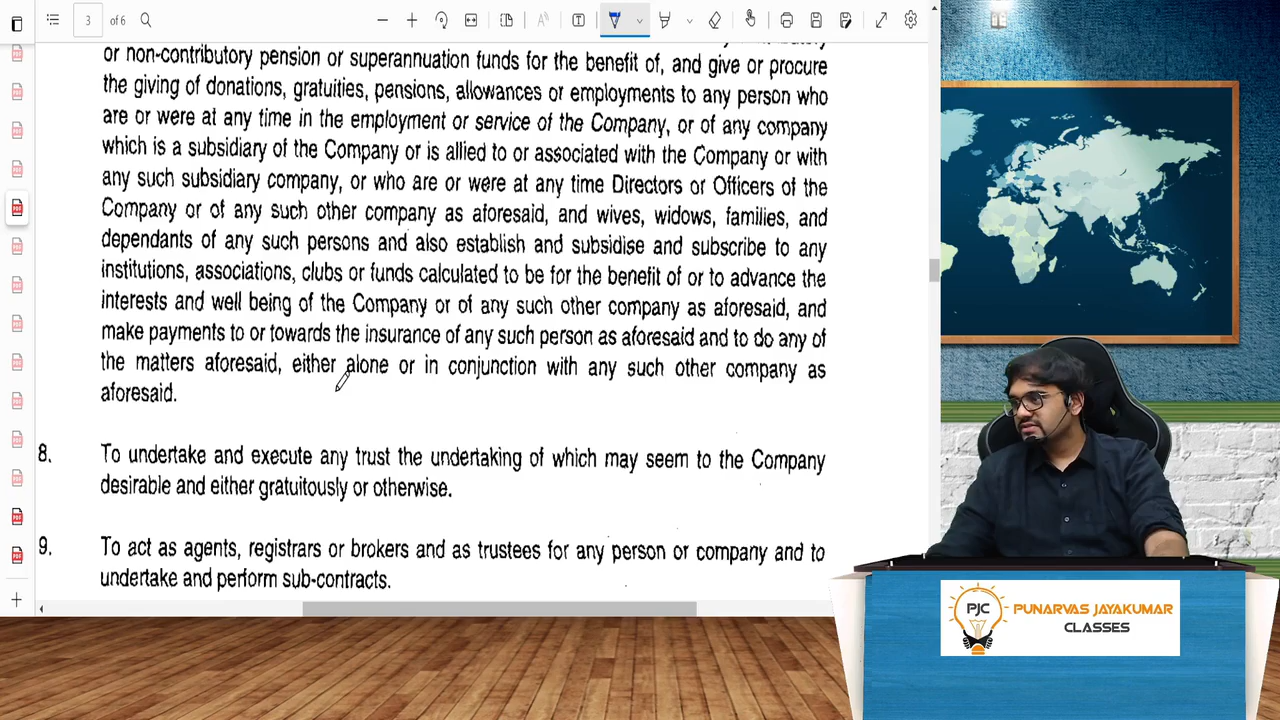 3 of 6
or non-contributory pension or superannuation funds for the benefit of, and give or procure
the giving of donations, gratuities, pensions, allowances or employments to any person who
are or were at any time in the employment or service of the Company, or of any company
which is a subsidiary of the Company or is allied to or associated with the Company or with
any such subsidiary company, or who are or were at any time Directors or Officers of the
Company or of any such other company as aforesaid, and wives, widows, families, and
dependants of any such persons and also establish and subsidise and subscribe to any
institutions, associations, clubs or funds calculated to be for the benefit of or to advance the
interests and well being of the Company or of any such other company as aforesaid, and
make payments to or towards the insurance of any such person as aforesaid and to do any of
the matters aforesaid, either alone or in conjunction with any such other company as
aforesaid.
8. To undertake and execute any trust the undertaking of which may seem to the Company
desirable and either gratuitously or otherwise.
9. To act as agents, registrars or brokers and as trustees for any person or company and to
undertake and perform sub-contracts.
PJC PUNARVAS JAYAKUMAR
CLASSES